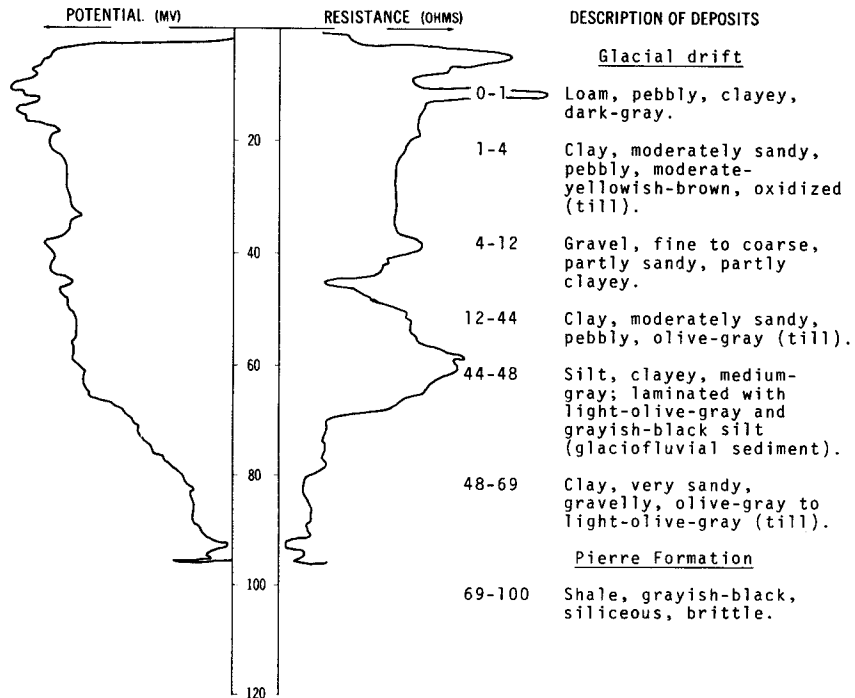 POTENTIAL (MV)
RESISTANCE (OHMS)
DESCRIPTION OF DEPOSITS
Glacial drift
0-1 Loam, pebbly, clayey,
dark-gray.
1-4 Clay, moderately sandy,
pebbly, moderate-
yellowish-brown, oxidized
(till).
4-12 Gravel, fine to coarse,
partly sandy, partly
clayey.
12-44 Clay, moderately sandy,
pebbly, olive-gray (till).
44-48 Silt, clayey, medium-
gray; laminated with
light-olive-gray and
grayish-black silt
(glaciofluvial sediment).
48-69 Clay, very sandy,
gravelly, olive-gray to
light-olive-gray (till).
Pierre Formation
69-100 Shale, grayish-black,
siliceous, brittle.
20
40
60
80
100
120